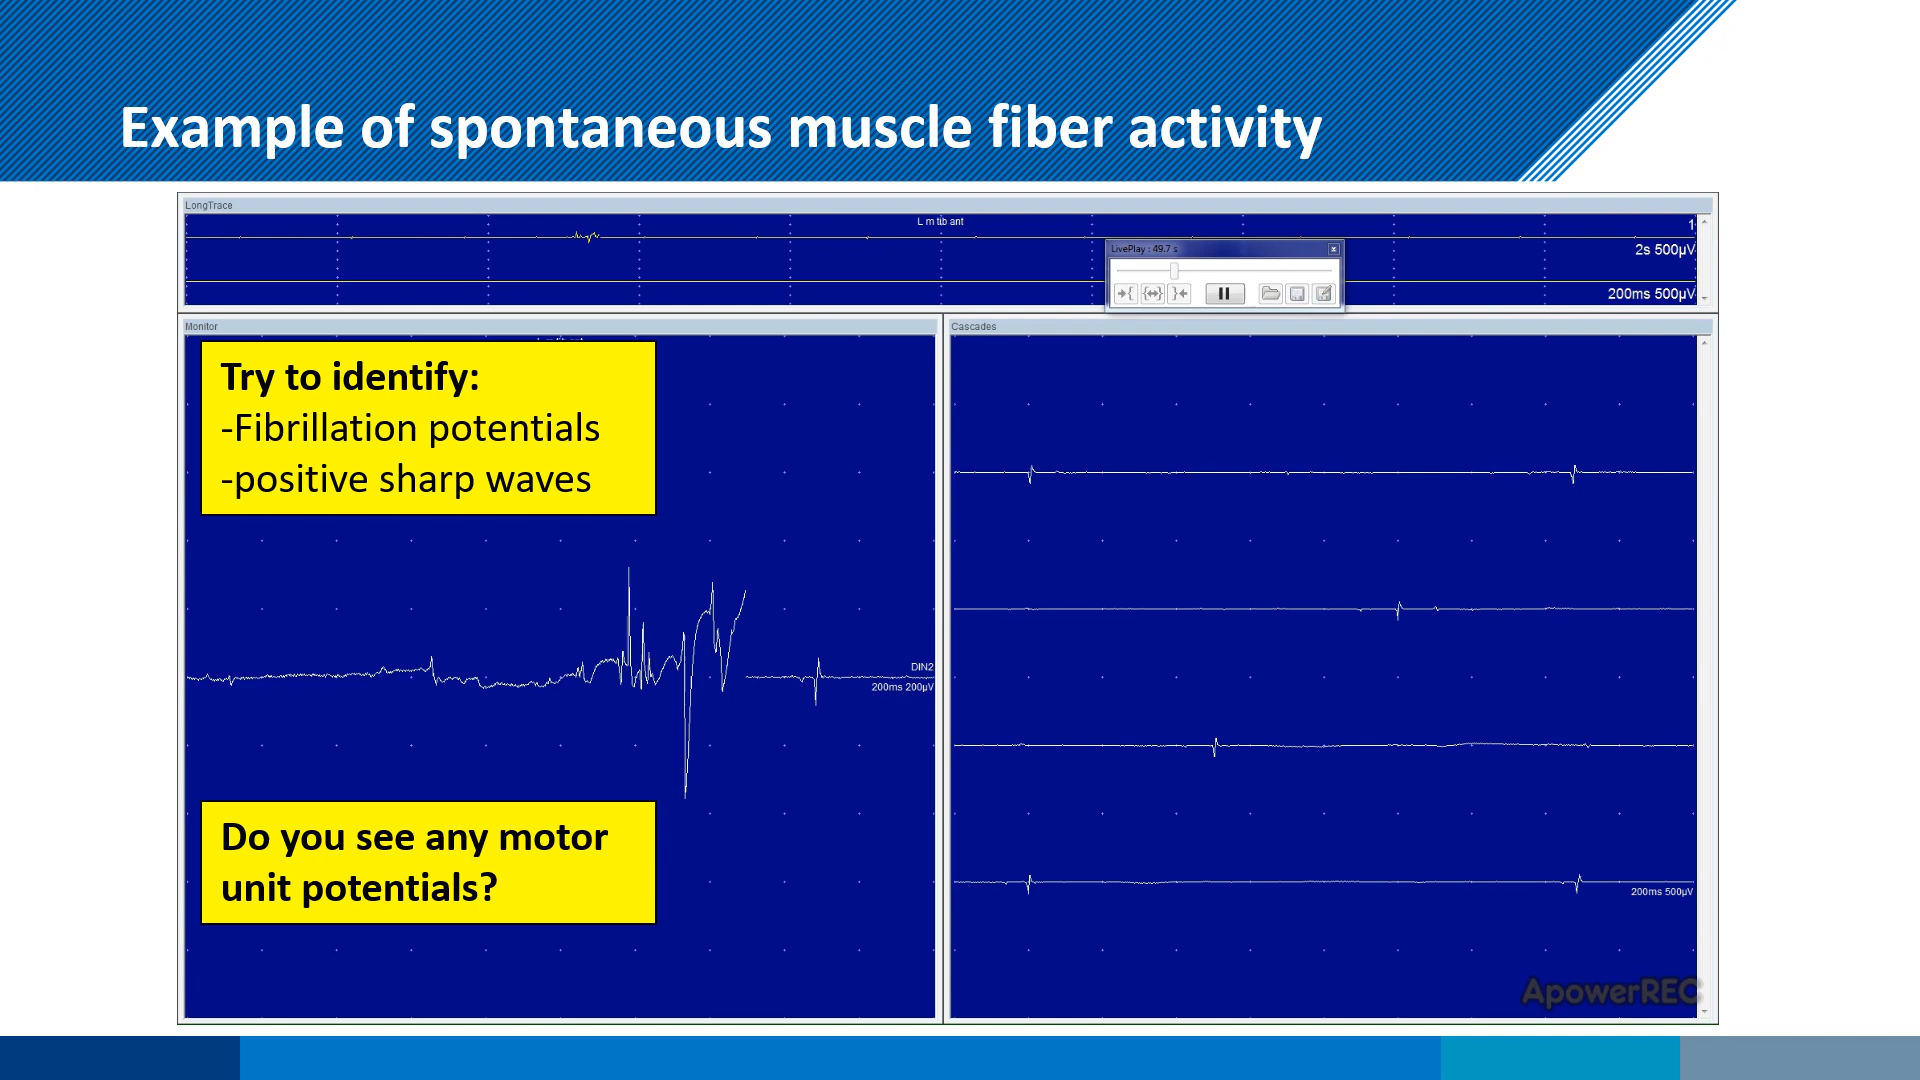 Example of spontaneous muscle fiber activity
LongTrace
L m tib ant
1
2s 500µV
LivePlay : 49.7 s
200ms 500µV
Monitor
Cascades
Try to identify:
-Fibrillation potentials
-positive sharp waves
DIN2
200ms 200µV
Do you see any motor
unit potentials?
200ms 500µV
ApowerREC